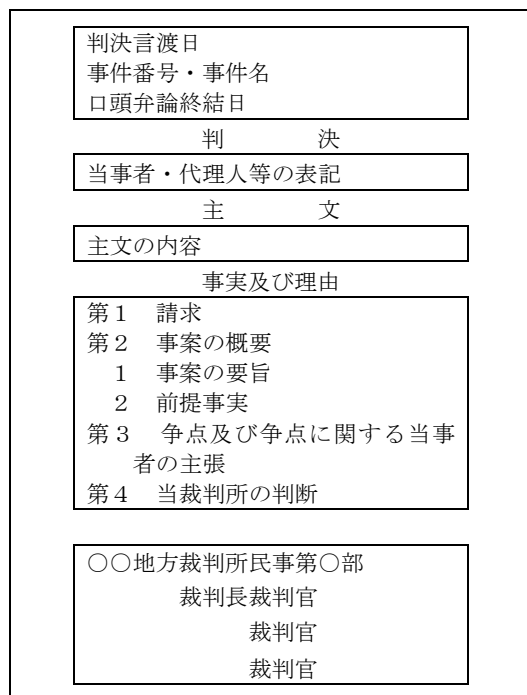 判決言渡日
事件番号・事件名
口頭弁論終結日
判　　　決
当事者・代理人等の表記
主　　　文
主文の内容
事実及び理由
第１　請求
第２　事案の概要
１　事案の要旨
２　前提事実
第３　争点及び争点に関する当事
者の主張
第４　当裁判所の判断
○○地方裁判所民事第○部
裁判長裁判官
裁判官
裁判官